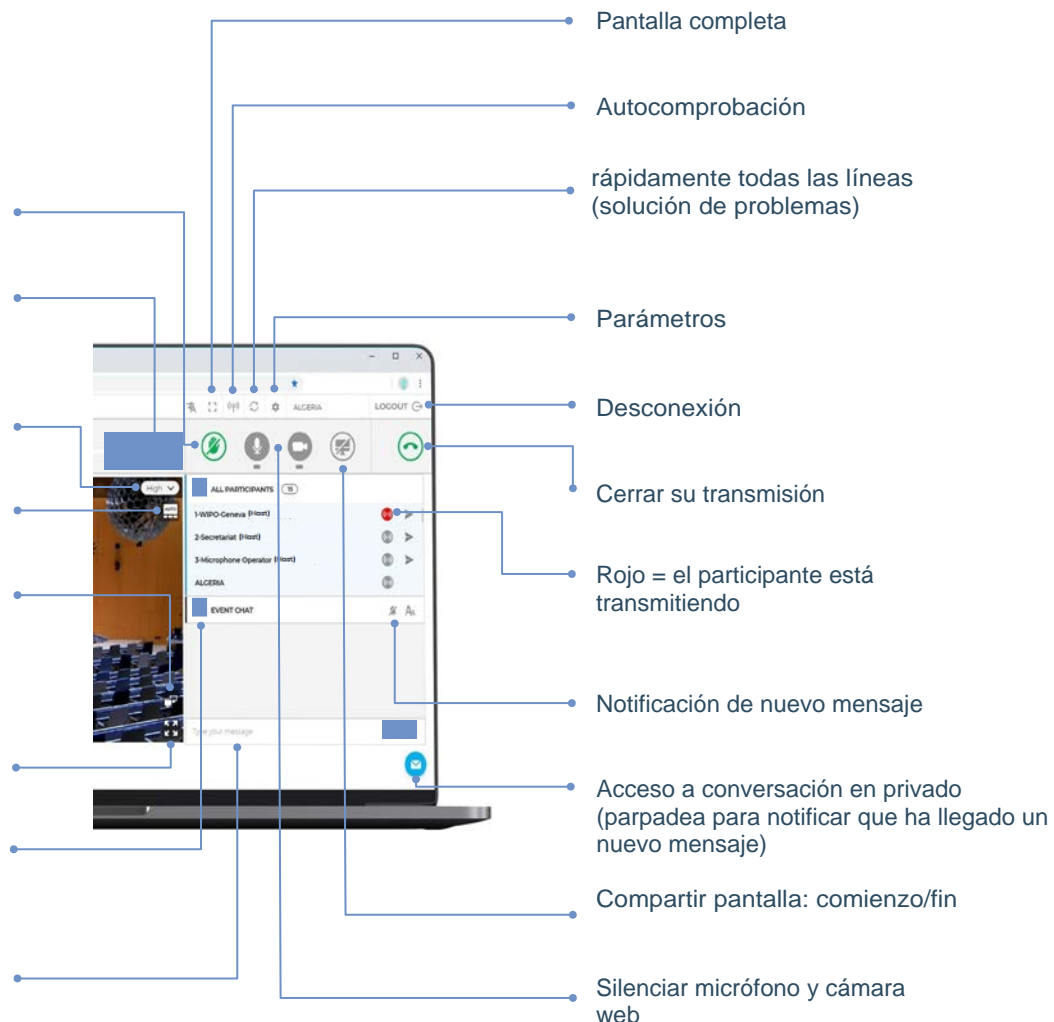 Pantalla completa
Autocomprobación
rápidamente todas las líneas
(solución de problemas)
Parámetros
ALGERIA
LOGOUT
Desconexión
High
AUTO
ALL PARTICIPANTS 15
1-WIPO-Geneva (Host)
2-Secretariat (Host)
3-Microphone Operator (Host)
ALGERIA
EVENT CHAT
Type your message
Cerrar su transmisión
Rojo = el participante está
transmitiendo
Notificación de nuevo mensaje
Acceso a conversación en privado
(parpadea para notificar que ha llegado un
nuevo mensaje)
Compartir pantalla: comienzo/fin
Silenciar micrófono y cámara
web